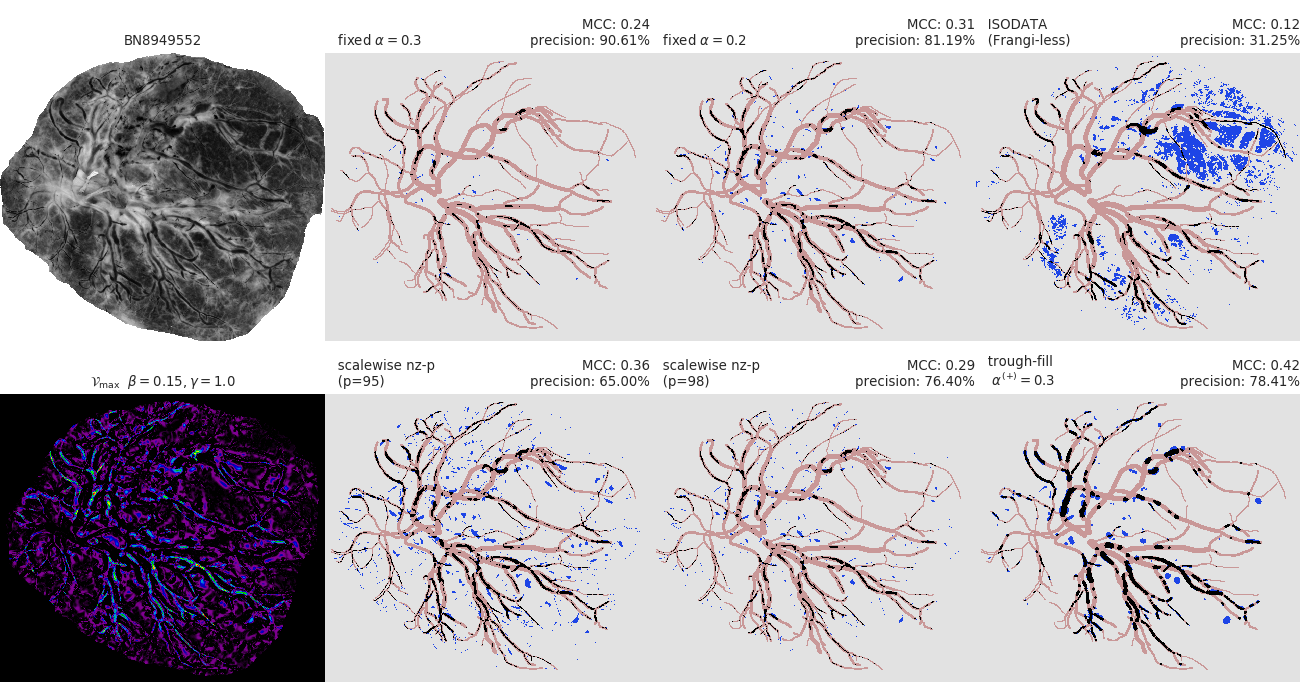 BN8949552
fixed α = 0.3
MCC: 0.24
precision: 90.61%
fixed α = 0.2
MCC: 0.31
precision: 81.19%
ISODATA
(Frangi-less)
MCC: 0.12
precision: 31.25%
𝒱max β = 0.15, γ = 1.0
scalewise nz-p
(p=95)
MCC: 0.36
precision: 65.00%
scalewise nz-p
(p=98)
MCC: 0.29
precision: 76.40%
trough-fill
α(+) = 0.3
MCC: 0.42
precision: 78.41%